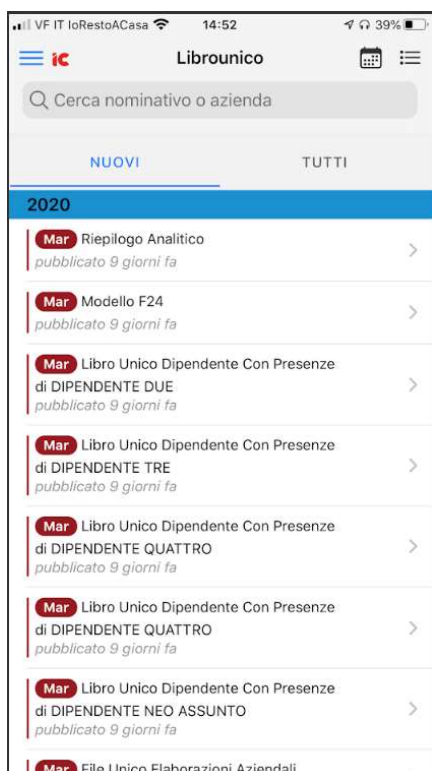 VF IT IoRestoACasa 14:52 39%
ic Librounico
Cerca nominativo o azienda
NUOVI TUTTI
2020
Mar Riepilogo Analitico
pubblicato 9 giorni fa
Mar Modello F24
pubblicato 9 giorni fa
Mar Libro Unico Dipendente Con Presenze
di DIPENDENTE DUE
pubblicato 9 giorni fa
Mar Libro Unico Dipendente Con Presenze
di DIPENDENTE TRE
pubblicato 9 giorni fa
Mar Libro Unico Dipendente Con Presenze
di DIPENDENTE QUATTRO
pubblicato 9 giorni fa
Mar Libro Unico Dipendente Con Presenze
di DIPENDENTE QUATTRO
pubblicato 9 giorni fa
Mar Libro Unico Dipendente Con Presenze
di DIPENDENTE NEO ASSUNTO
pubblicato 9 giorni fa
Mar File Unico Elaborazioni Aziendali